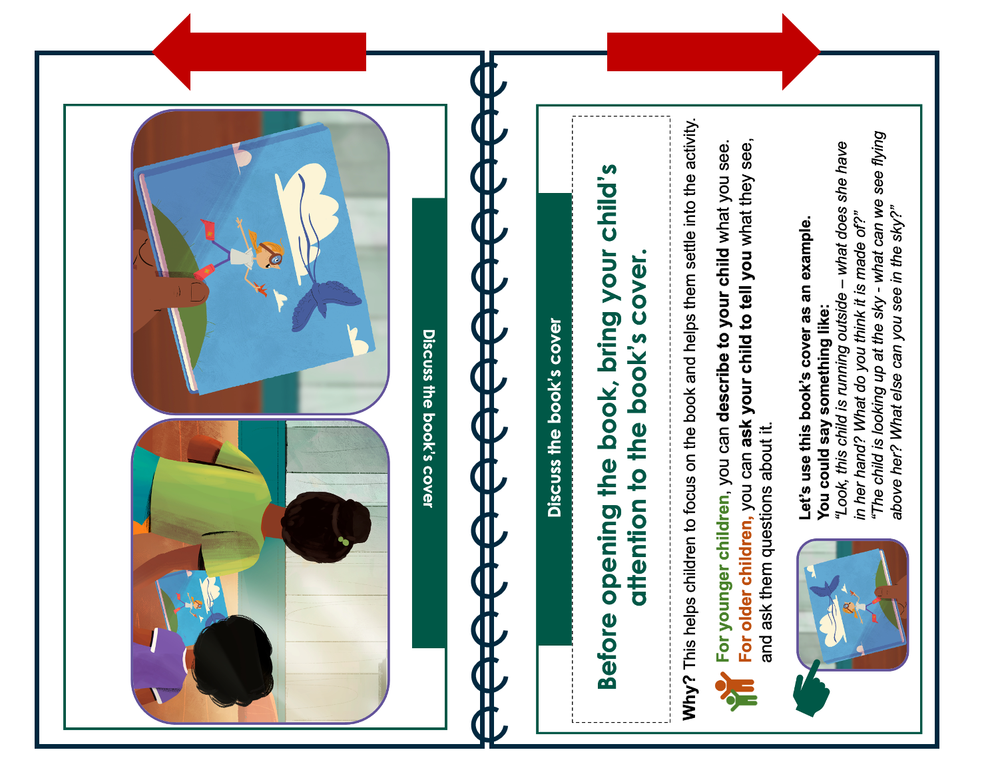 Discuss the book's cover
Discuss the book's cover
Before opening the book, bring your child's
attention to the book's cover.
Why? This helps children to focus on the book and helps them settle into the activity.
For younger children, you can describe to your child what you see.
For older children, you can ask your child to tell you what they see,
and ask them questions about it.
Let's use this book's cover as an example.
You could say something like:
“Look, this child is running outside – what does she have
in her hand? What do you think it is made of?”
“The child is looking up at the sky - what can we see flying
above her? What else can you see in the sky?”